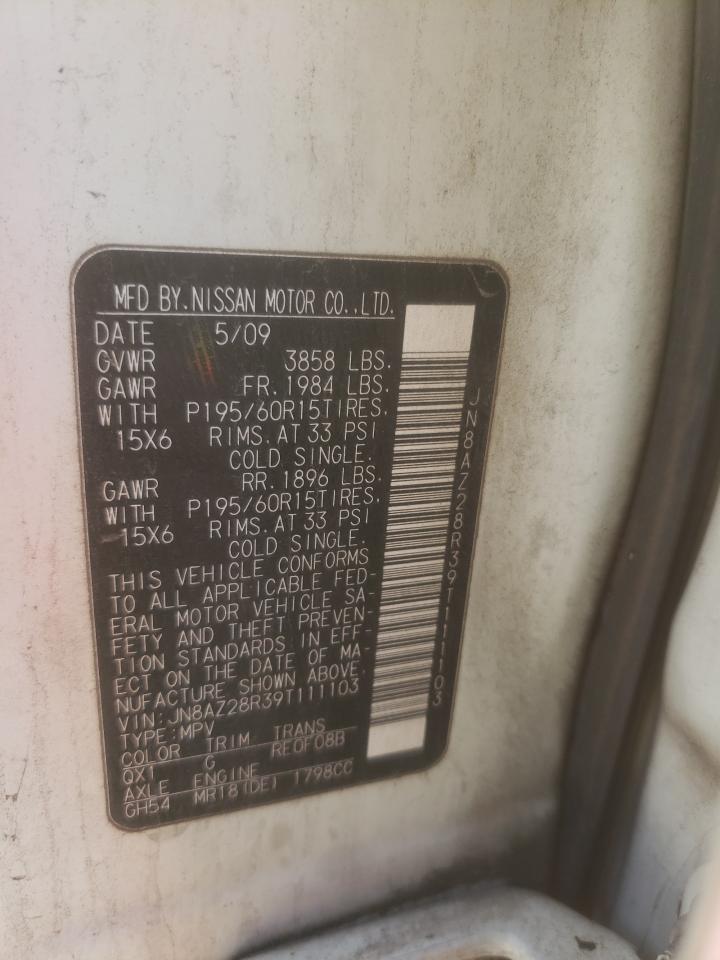 MFD BY.NISSAN MOTOR CO.,LTD.
DATE 5/09
GVWR 3858 LBS.
GAWR FR.1984 LBS.
WITH P195/60R15TIRES.
15X6 RIMS.AT 33 PSI
COLD SINGLE.
GAWR RR.1896 LBS.
WITH P195/60R15TIRES.
15X6 RIMS.AT 33 PSI
COLD SINGLE.
THIS VEHICLE CONFORMS
TO ALL APPLICABLE FED-
ERAL MOTOR VEHICLE SA-
FETY AND THEFT PREVEN-
TION STANDARDS IN EFF-
ECT ON THE DATE OF MA-
NUFACTURE SHOWN ABOVE.
VIN:JN8AZ28R39T111103
TYPE:MPV
COLOR TRIM TRANS
QX1 G RE0F08B
AXLE ENGINE
GH54 MR18(DE) 1798CC
JN8AZ28R39T111103